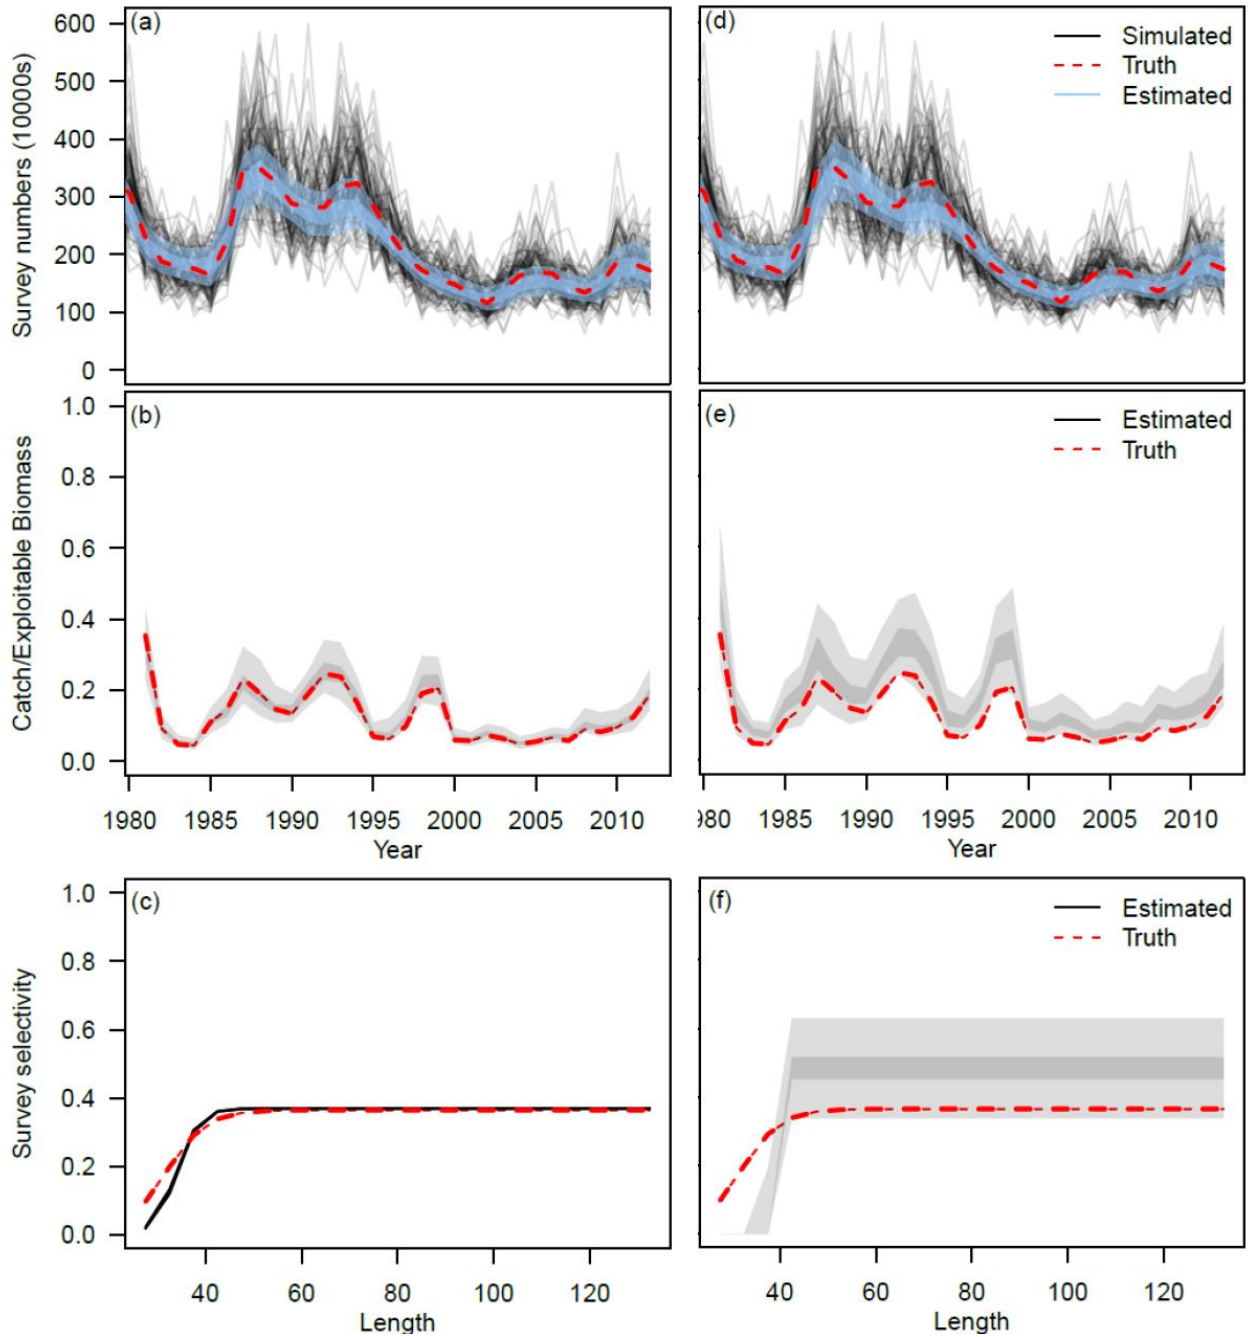 (a)
(d)
Simulated
Truth
Estimated
600
500
400
300
200
100
0
Survey numbers (10000s)
(b)
(e)
Estimated
Truth
1.0
0.8
0.6
0.4
0.2
0.0
Catch/Exploitable Biomass
1980 1985 1990 1995 2000 2005 2010
Year
980 1985 1990 1995 2000 2005 2010
Year
(c)
(f)
Estimated
Truth
1.0
0.8
0.6
0.4
0.2
0.0
Survey selectivity
40 60 80 100 120
Length
40 60 80 100 120
Length